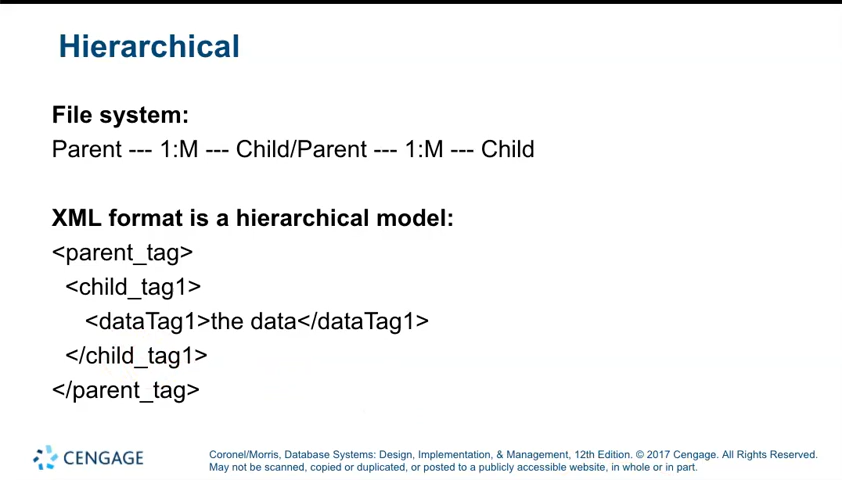 Hierarchical
File system:
Parent --- 1:M --- Child/Parent --- 1:M --- Child
XML format is a hierarchical model:
<parent_tag>
<child_tag1>
<dataTag1>the data</dataTag1>
</child_tag1>
</parent_tag>
CENGAGE
Coronel/Morris, Database Systems: Design, Implementation, & Management, 12th Edition. © 2017 Cengage. All Rights Reserved.
May not be scanned, copied or duplicated, or posted to a publicly accessible website, in whole or in part.